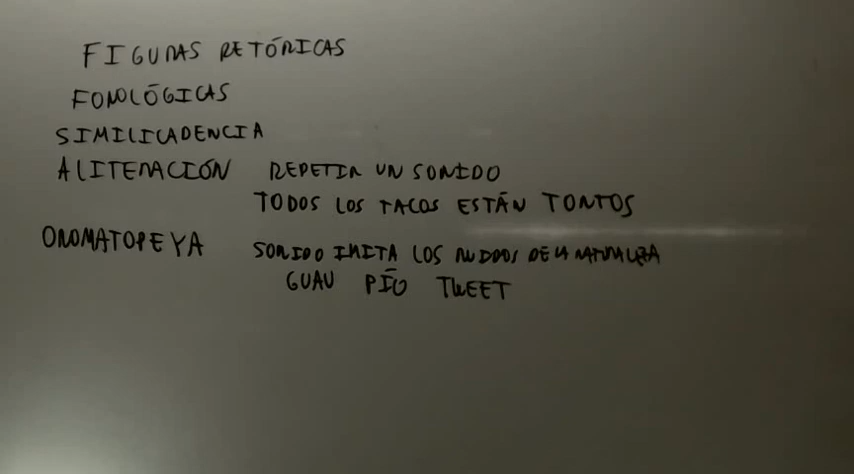 FIGURAS RETÓRICAS
FONOLÓGICAS
SIMILICADENCIA
ALITERACIÓN REPETIR UN SONIDO
TODOS LOS TACOS ESTÁN TONTOS
ONOMATOPEYA SONIDO IMITA LOS RUIDOS DE LA NATURALEZA
GUAU PÍO TWEET